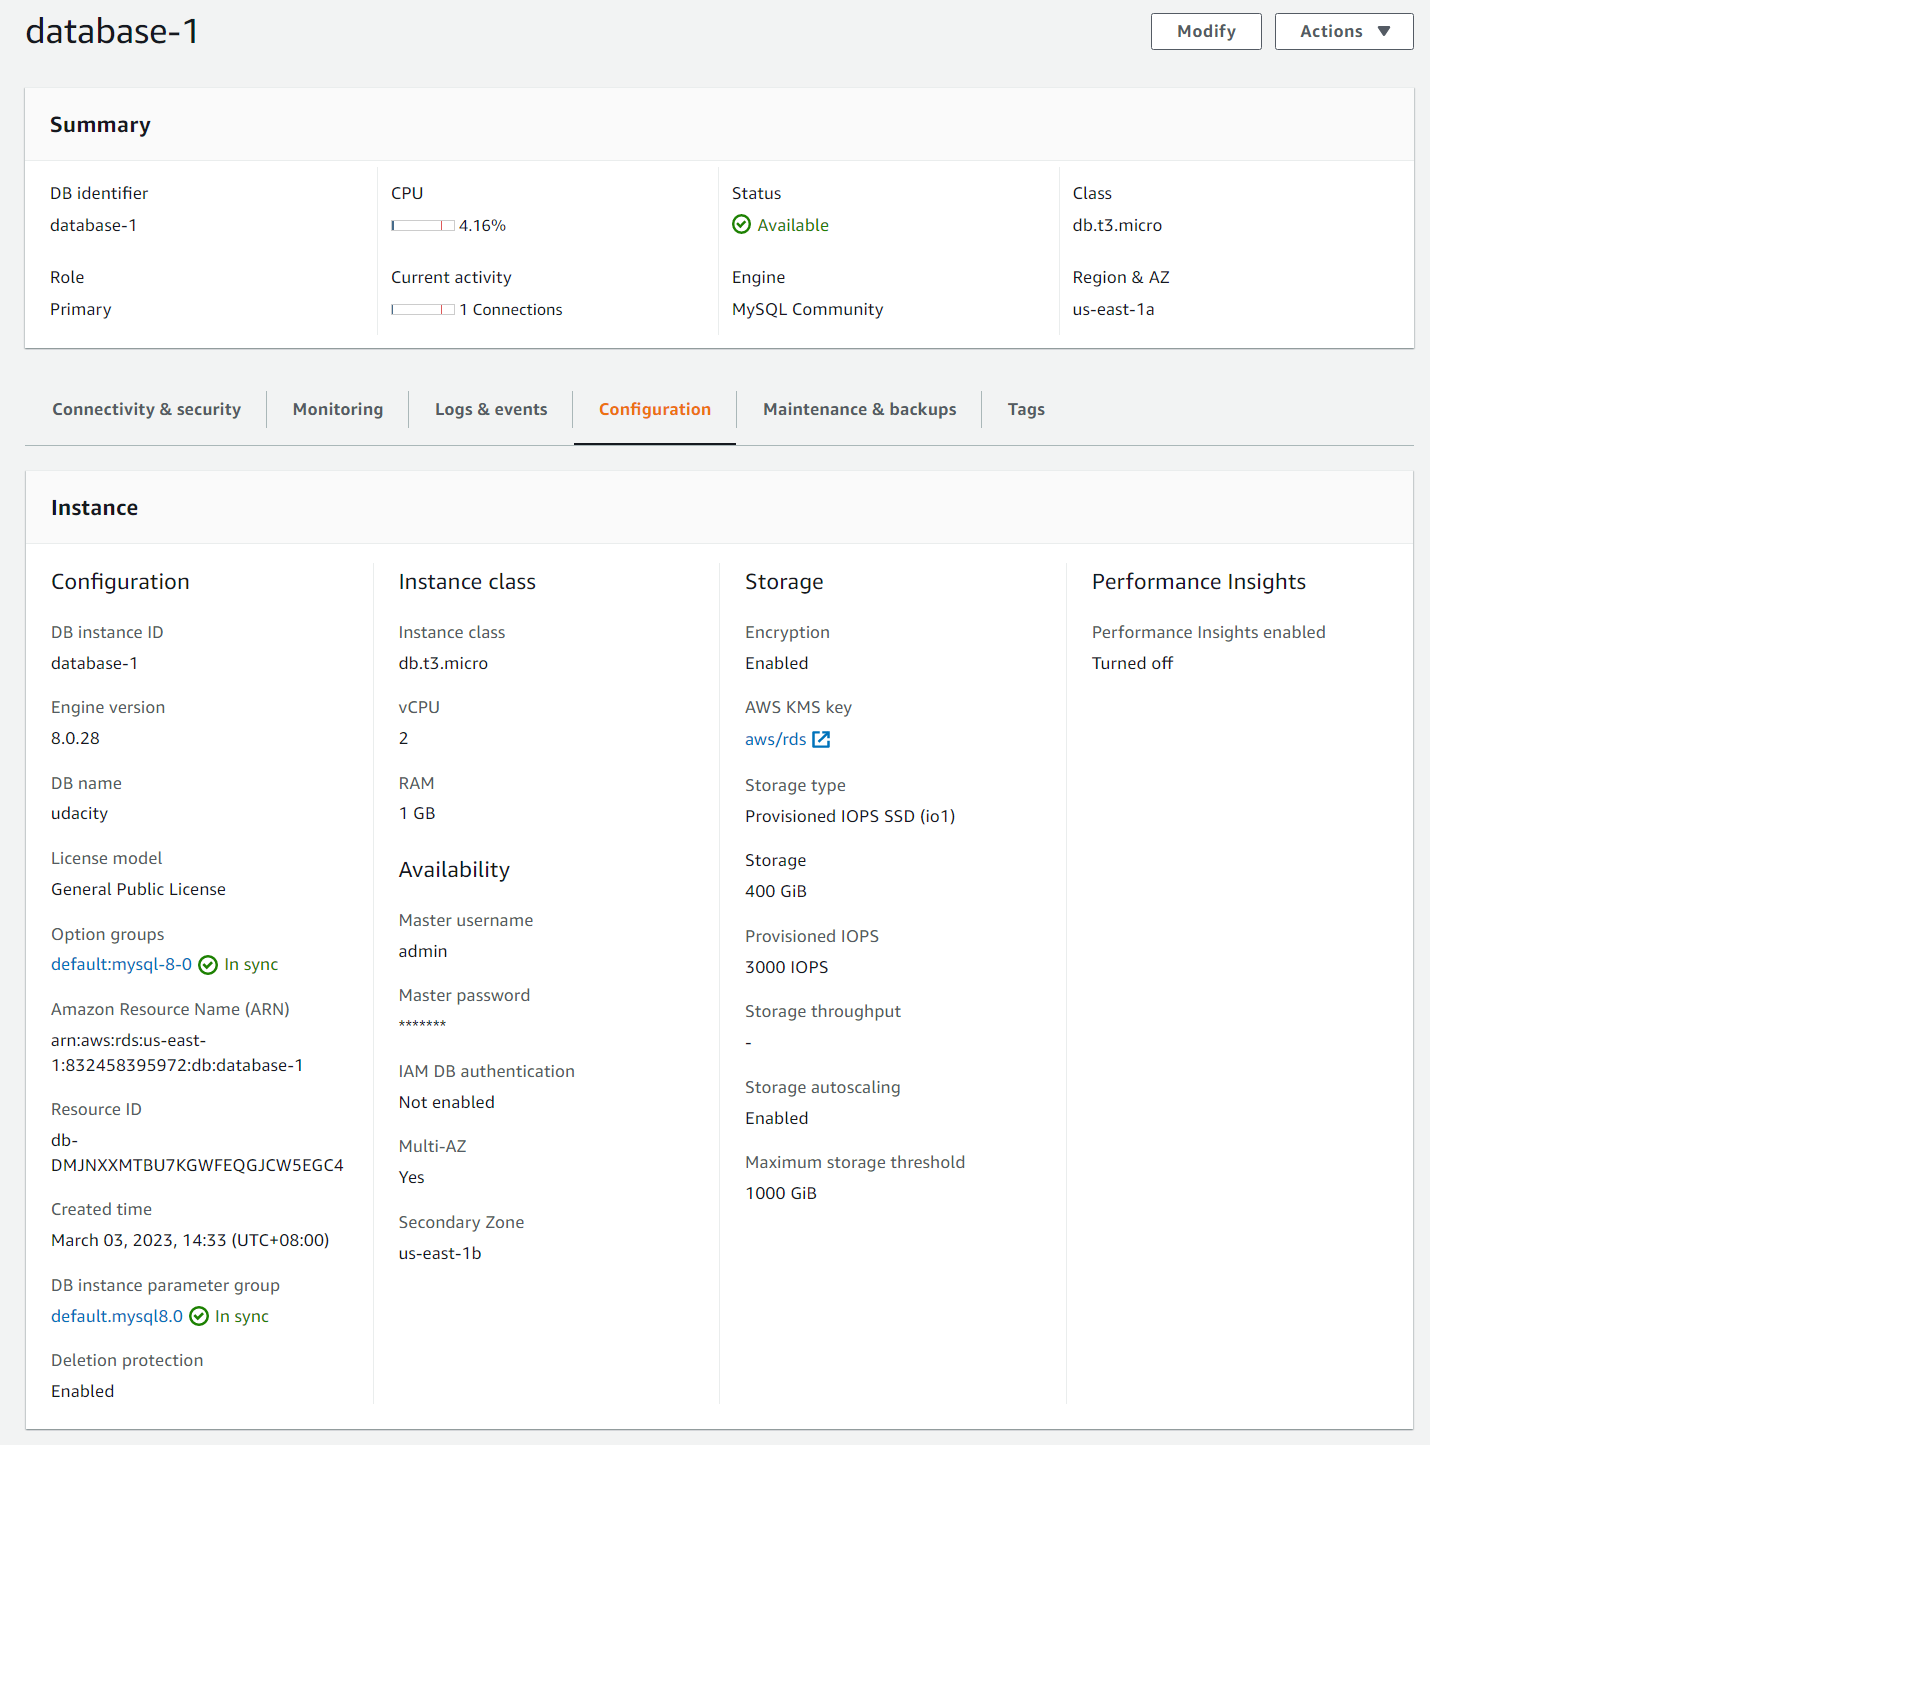 database-1
Modify
Actions
Summary
DB identifier
database-1
CPU
4.16%
Status
Available
Class
db.t3.micro
Role
Primary
Current activity
1 Connections
Engine
MySQL Community
Region & AZ
us-east-1a
Connectivity & security
Monitoring
Logs & events
Configuration
Maintenance & backups
Tags
Instance
Configuration
DB instance ID
database-1
Engine version
8.0.28
DB name
udacity
License model
General Public License
Option groups
default:mysql-8-0 In sync
Amazon Resource Name (ARN)
arn:aws:rds:us-east-
1:832458395972:db:database-1
Resource ID
db-
DMJNXXMTBU7KGWFEQGJCW5EGC4
Created time
March 03, 2023, 14:33 (UTC+08:00)
DB instance parameter group
default.mysql8.0 In sync
Deletion protection
Enabled
Instance class
Instance class
db.t3.micro
vCPU
2
RAM
1 GB
Availability
Master username
admin
Master password
*******
IAM DB authentication
Not enabled
Multi-AZ
Yes
Secondary Zone
us-east-1b
Storage
Encryption
Enabled
AWS KMS key
aws/rds
Storage type
Provisioned IOPS SSD (io1)
Storage
400 GiB
Provisioned IOPS
3000 IOPS
Storage throughput
-
Storage autoscaling
Enabled
Maximum storage threshold
1000 GiB
Performance Insights
Performance Insights enabled
Turned off